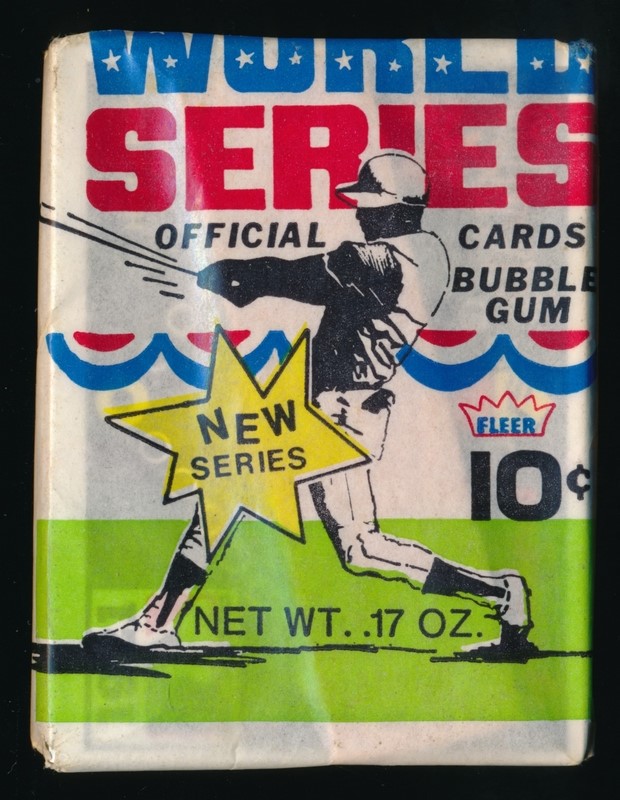 WORLD
SERIES
OFFICIAL CARDS
BUBBLE
GUM
NEW
SERIES
FLEER
10¢
NET WT. .17 OZ.